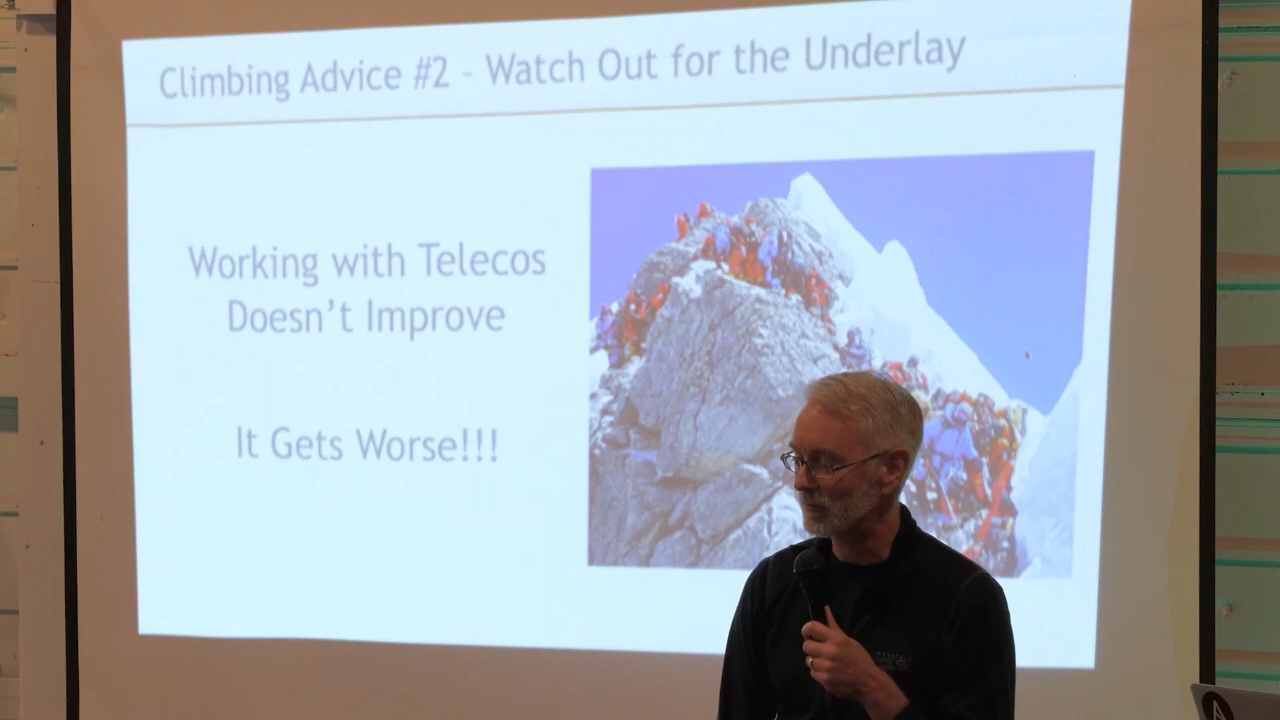 Climbing Advice #2 - Watch Out for the Underlay
Working with Telecos
Doesn't Improve
It Gets Worse!!!